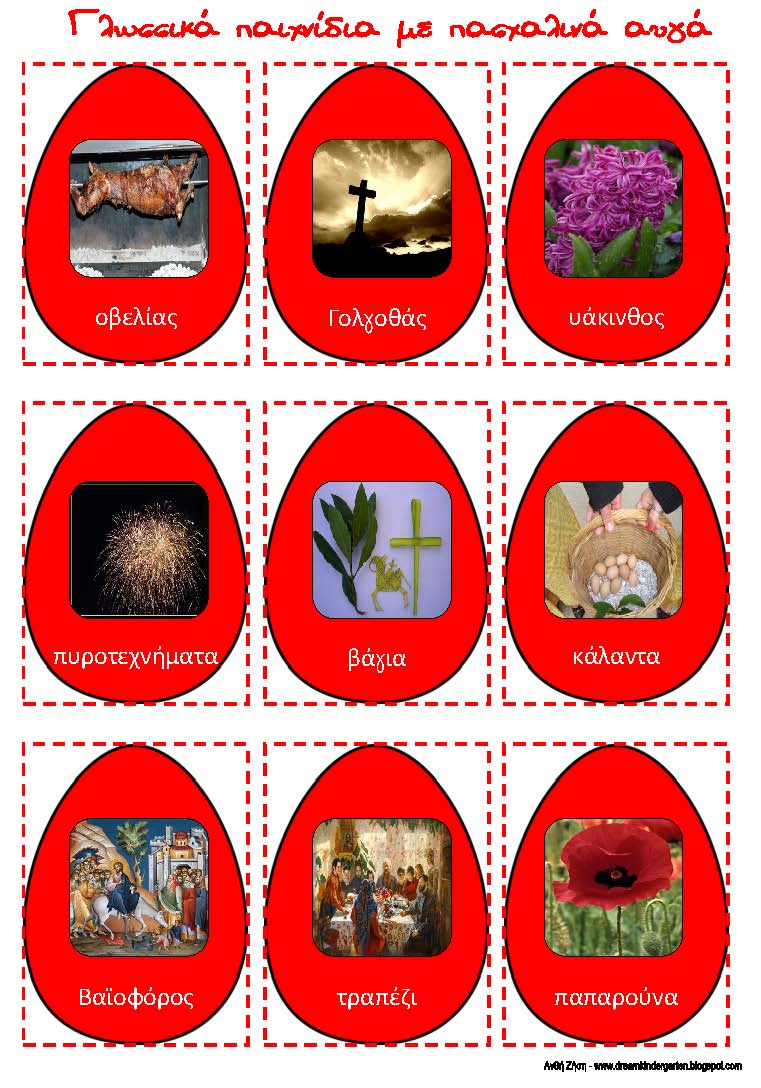 Γλωσσικά παιχνίδια με πασχαλινά αυγά
οβελίας
Γολγοθάς
υάκινθος
πυροτεχνήματα
βάγια
κάλαντα
Βαϊοφόρος
τραπέζι
παπαρούνα
Ανθή Ζήση - www.dreamkindergarten.blogspot.com